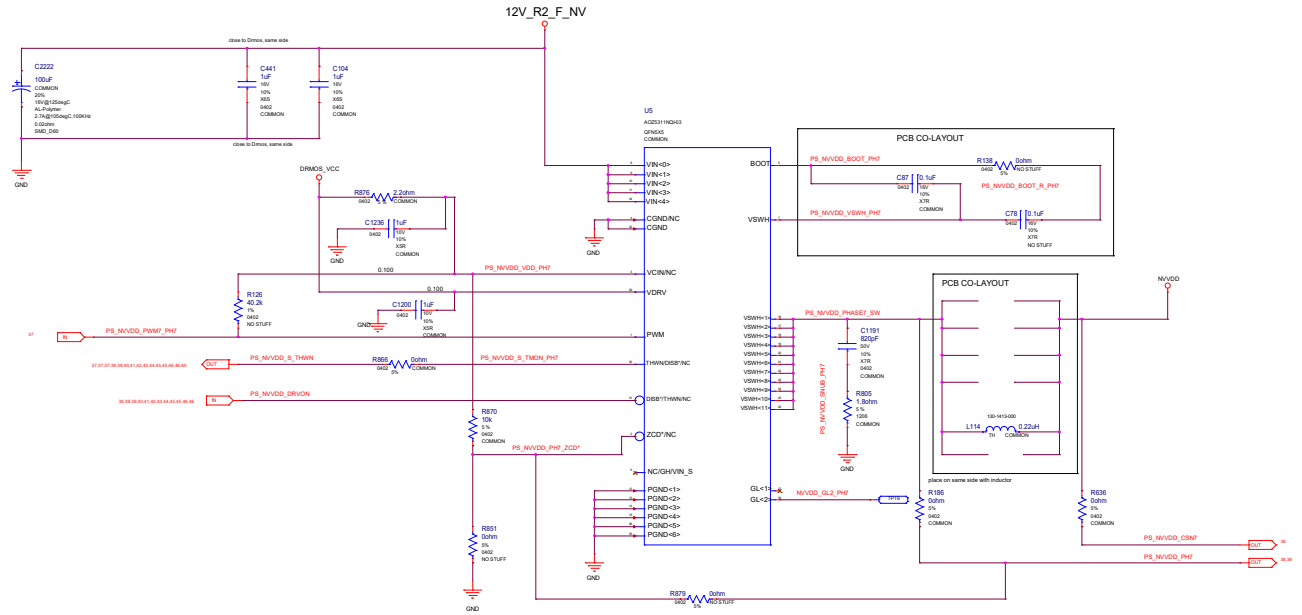 12V_R2_F_NV
close to Drmos, same side
C2222
100uF
COMMON
20%
16V@125degC
AL-Polymer
2.7A@105degC,100KHz
0.02ohm
SMD_D60
GND
C441
1uF
16V
10%
X6S
0402
COMMON
C104
1uF
16V
10%
X6S
0402
COMMON
close to Drmos, same side
DRMOS_VCC
R876
2.2ohm
0402
5 %
COMMON
C1236
1uF
0402
10V
10%
X5R
COMMON
GND
0.100
PS_NVVDD_VDD_PH7
R126
40.2k
1%
0402
NO STUFF
0.100
C1200
1uF
0402
10V
10%
X5R
COMMON
GND
IN
PS_NVVDD_PWM7_PH7
OUT
PS_NVVDD_S_THWN
R866
0ohm
0402
5%
COMMON
PS_NVVDD_S_TMON_PH7
IN
PS_NVVDD_DRVON
R870
10k
5 %
0402
COMMON
PS_NVVDD_PH7_ZCD*
R851
0ohm
5%
0402
NO STUFF
GND
R879
0ohm
0402
5%
NO STUFF
U5
AOZ5311NQI-03
QFN5X5
COMMON
VIN<0>
VIN<1>
VIN<2>
VIN<3>
VIN<4>
CGND/NC
CGND
GND
VCIN/NC
VDRV
PWM
THWN/DISB*/NC
DISB*/THWN/NC
ZCD*/NC
NC/GH/VIN_S
PGND<1>
PGND<2>
PGND<3>
PGND<4>
PGND<5>
PGND<6>
GND
BOOT
VSWH
VSWH<1>
VSWH<2>
VSWH<3>
VSWH<4>
VSWH<5>
VSWH<6>
VSWH<7>
VSWH<8>
VSWH<9>
VSWH<10>
VSWH<11>
GL<1>
GL<2>
PCB CO-LAYOUT
PS_NVVDD_BOOT_PH7
R138
0ohm
0402
5%
NO STUFF
C87
0.1uF
0402
16V
10%
X7R
COMMON
PS_NVVDD_BOOT_R_PH7
PS_NVVDD_VSWH_PH7
C78
0.1uF
0402
16V
10%
X7R
NO STUFF
PS_NVVDD_PHASE7_SW
C1191
820pF
50V
10%
X7R
0402
COMMON
PS_NVVDD_SNUB_PH7
R805
1.8ohm
5 %
1206
COMMON
GND
PCB CO-LAYOUT
130-1413-000
L114
0.22uH
TH
COMMON
place on same side with inductor
NVVDD
NVVDD_GL2_PH7
R186
0ohm
5%
0402
COMMON
R636
0ohm
5%
0402
COMMON
PS_NVVDD_CSN7
OUT
PS_NVVDD_PH7
OUT